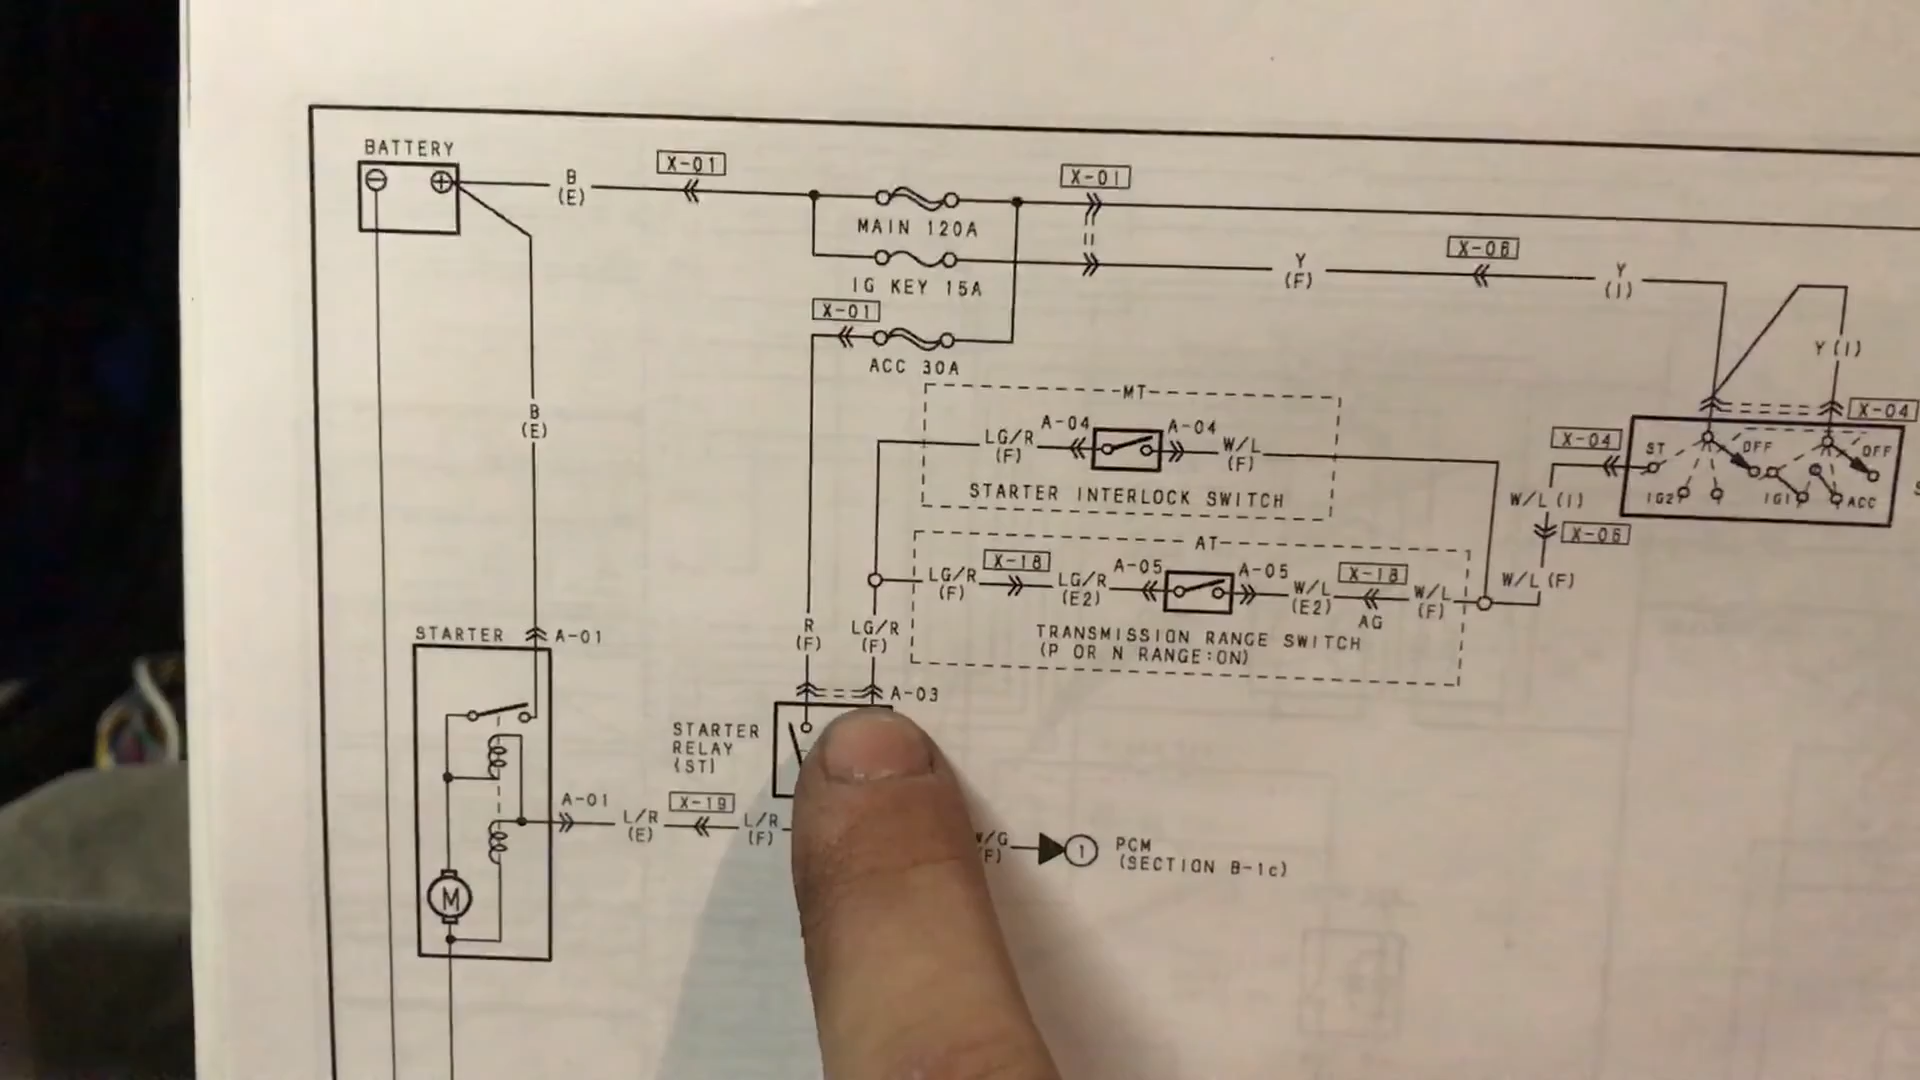 BATTERY
B
(E)
X-01
MAIN 120A
X-01
IG KEY 15A
Y
(F)
X-06
Y
(I)
X-01
ACC 30A
Y(I)
X-04
MT
A-04
A-04
LG/R
(F)
W/L
(F)
STARTER INTERLOCK SWITCH
X-04
ST
OFF
OFF
IG2
IG1
ACC
W/L(I)
X-06
W/L(F)
B
(E)
AT
LG/R
(F)
X-18
LG/R
(E2)
A-05
A-05
W/L
(E2)
X-18
AG
W/L
(F)
TRANSMISSION RANGE SWITCH
(P OR N RANGE:ON)
R
(F)
LG/R
(F)
A-03
STARTER
A-01
STARTER
RELAY
(ST)
A-01
L/R
(E)
X-19
L/R
(F)
M
1
PCM
(SECTION B-1c)